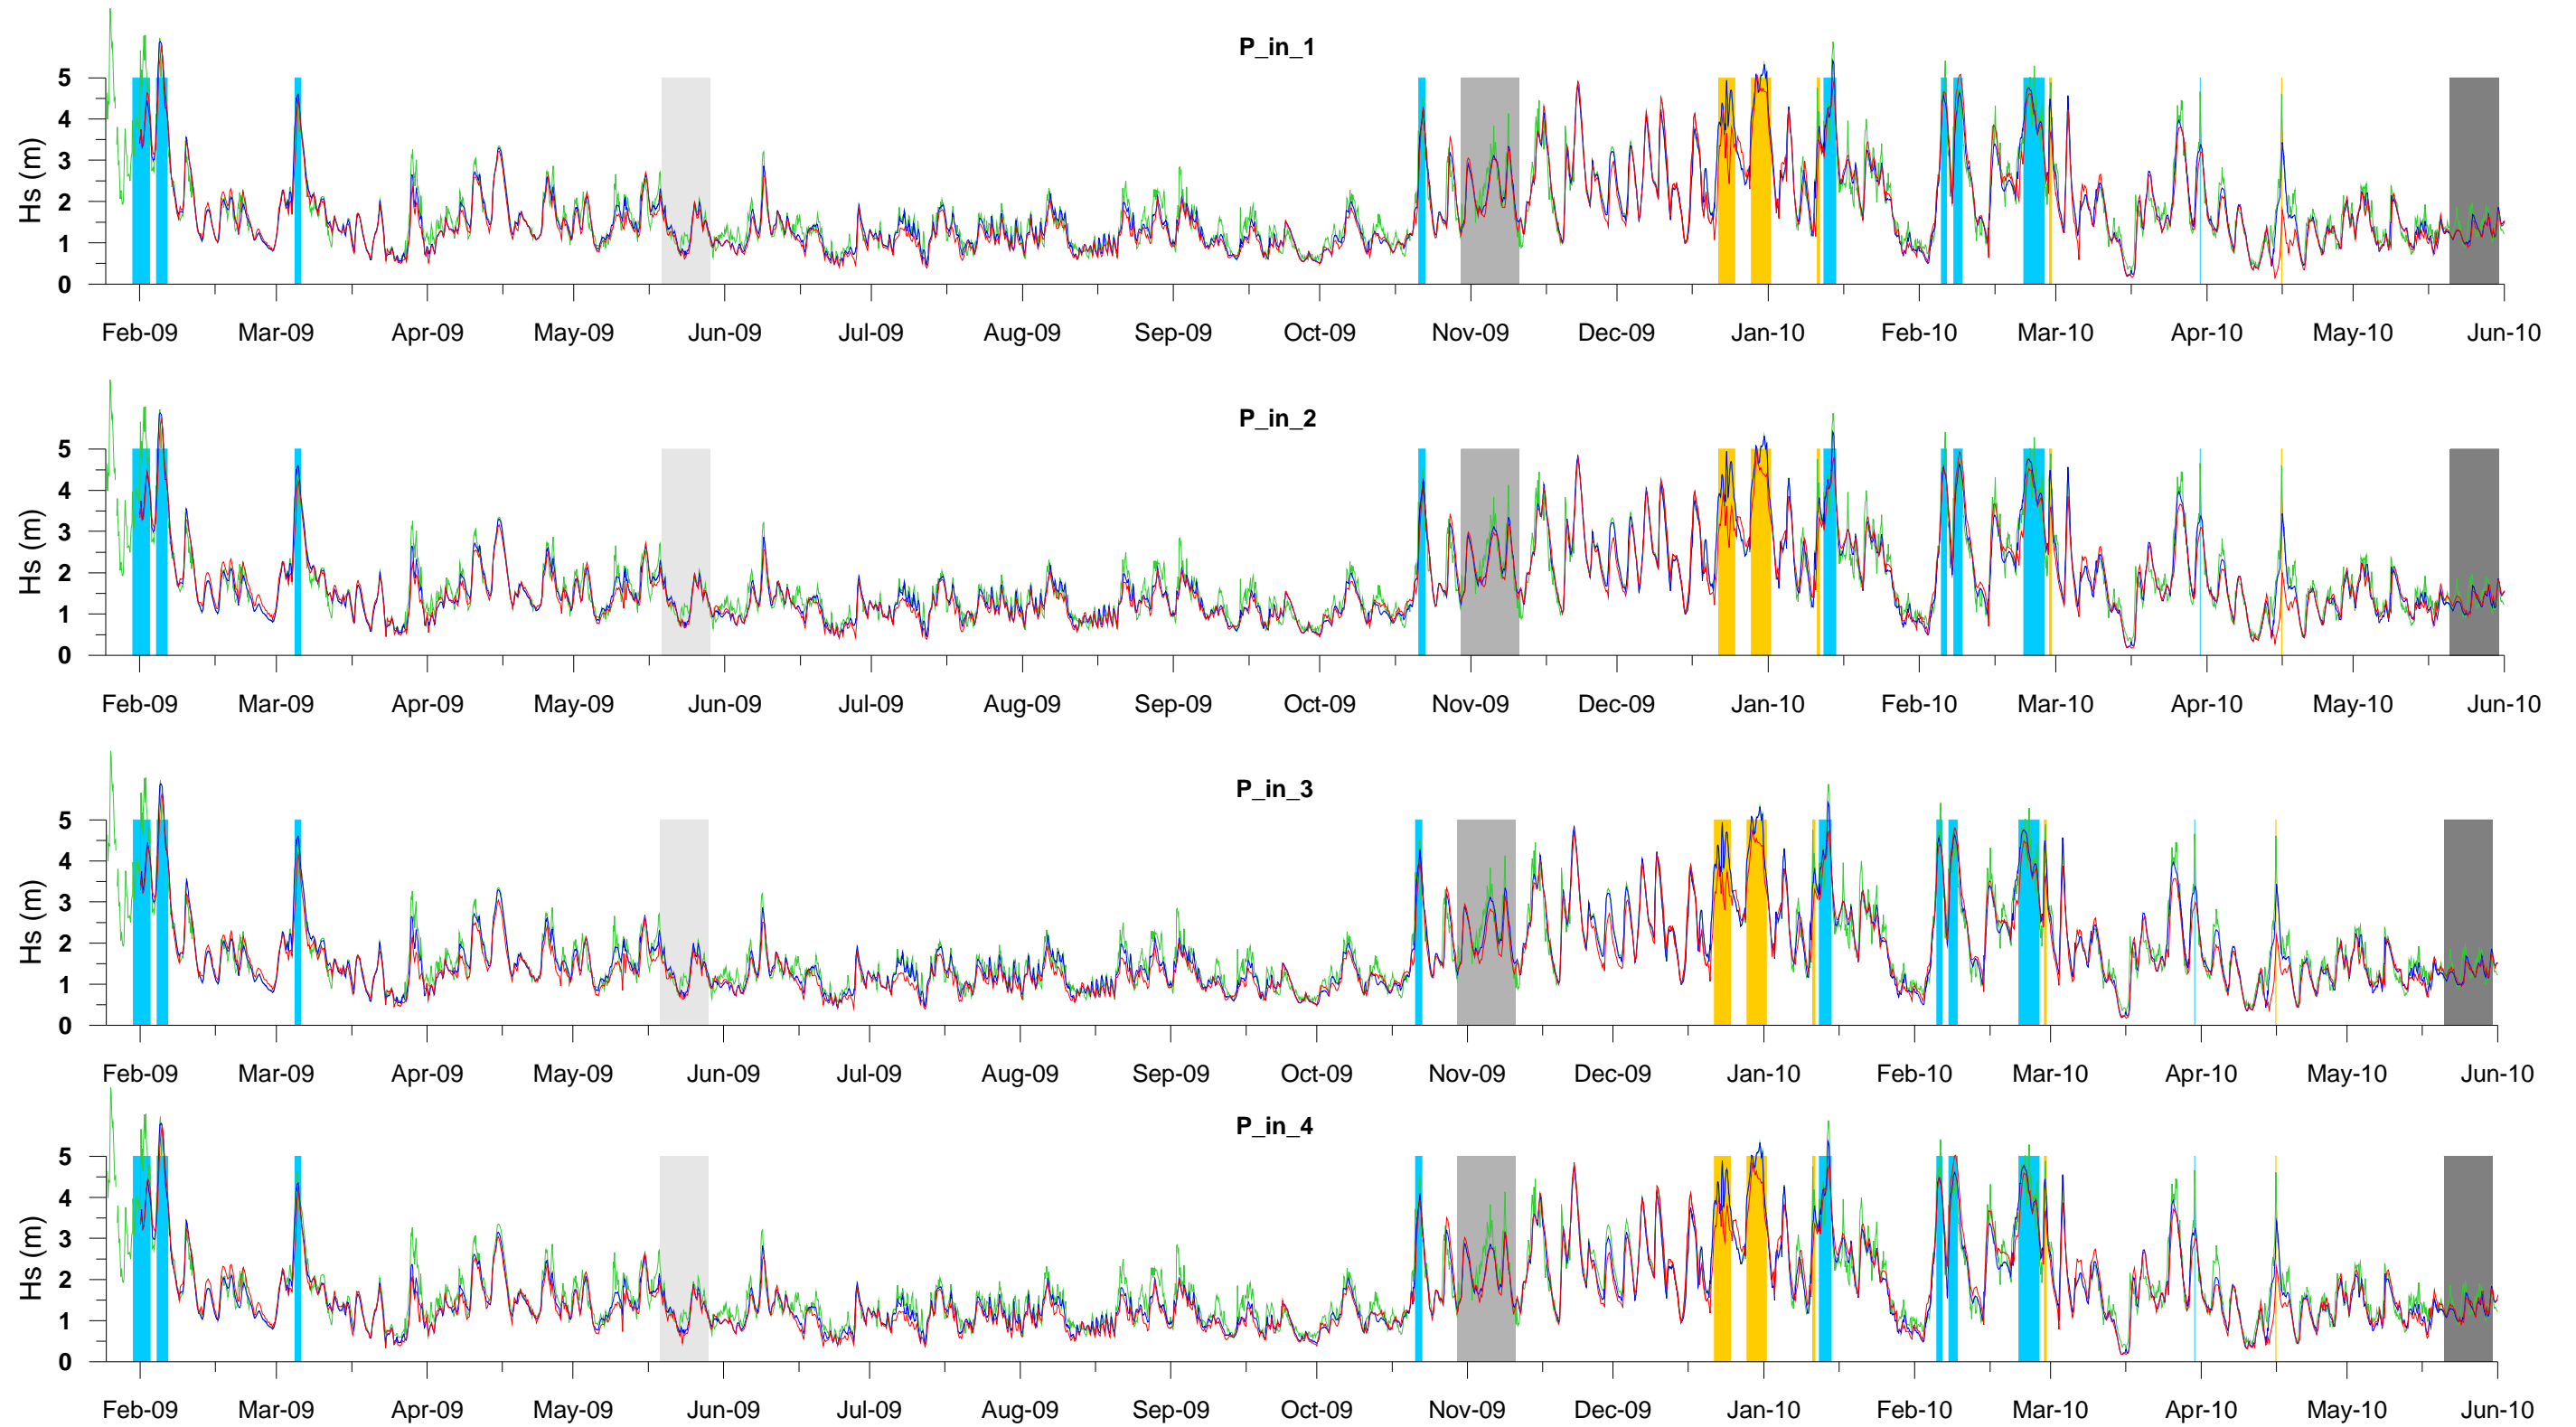 P_in_1
Hs (m)
5
4
3
2
1
0
Feb-09 Mar-09 Apr-09 May-09 Jun-09 Jul-09 Aug-09 Sep-09 Oct-09 Nov-09 Dec-09 Jan-10 Feb-10 Mar-10 Apr-10 May-10 Jun-10
P_in_2
Hs (m)
5
4
3
2
1
0
Feb-09 Mar-09 Apr-09 May-09 Jun-09 Jul-09 Aug-09 Sep-09 Oct-09 Nov-09 Dec-09 Jan-10 Feb-10 Mar-10 Apr-10 May-10 Jun-10
P_in_3
Hs (m)
5
4
3
2
1
0
Feb-09 Mar-09 Apr-09 May-09 Jun-09 Jul-09 Aug-09 Sep-09 Oct-09 Nov-09 Dec-09 Jan-10 Feb-10 Mar-10 Apr-10 May-10 Jun-10
P_in_4
Hs (m)
5
4
3
2
1
0
Feb-09 Mar-09 Apr-09 May-09 Jun-09 Jul-09 Aug-09 Sep-09 Oct-09 Nov-09 Dec-09 Jan-10 Feb-10 Mar-10 Apr-10 May-10 Jun-10